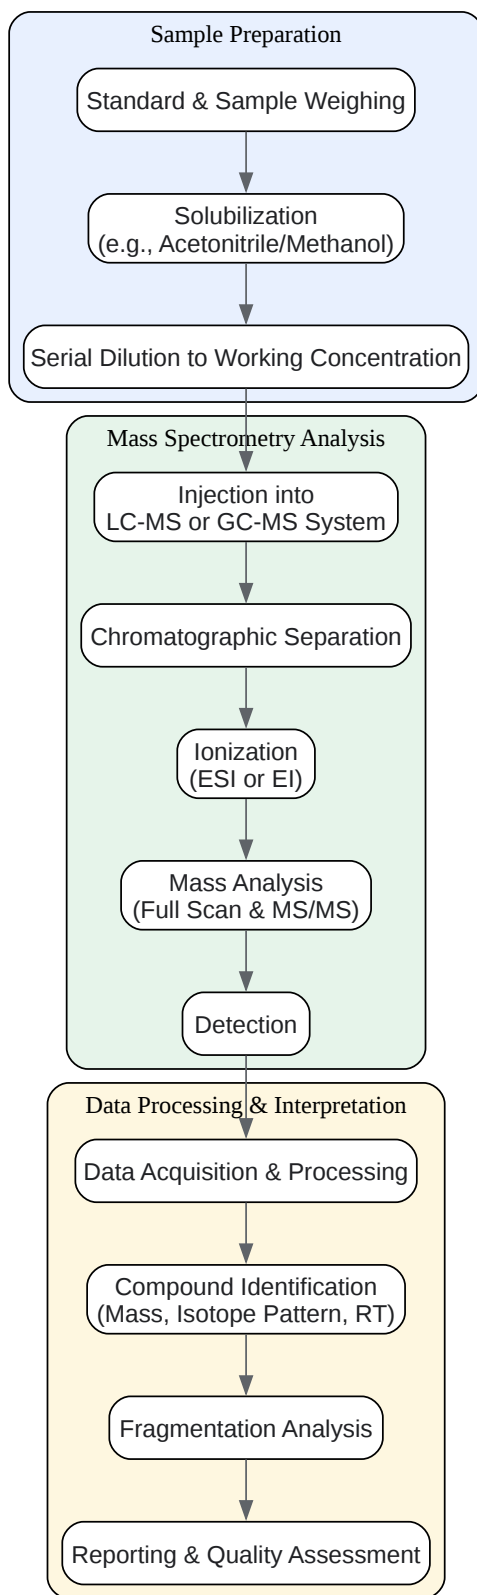 Sample Preparation
Standard & Sample Weighing
Solubilization
(e.g., Acetonitrile/Methanol)
Serial Dilution to Working Concentration
Mass Spectrometry Analysis
Injection into
LC-MS or GC-MS System
Chromatographic Separation
Ionization
(ESI or EI)
Mass Analysis
(Full Scan & MS/MS)
Detection
Data Processing & Interpretation
Data Acquisition & Processing
Compound Identification
(Mass, Isotope Pattern, RT)
Fragmentation Analysis
Reporting & Quality Assessment